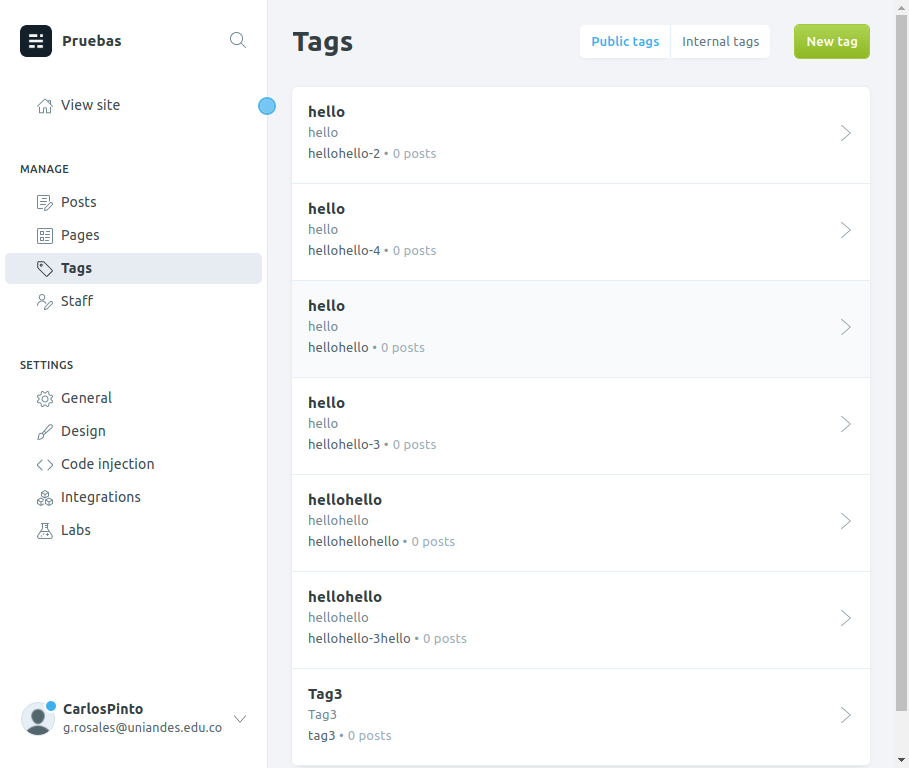 Pruebas
View site
MANAGE
Posts
Pages
Tags
Staff
SETTINGS
General
Design
Code injection
Integrations
Labs
CarlosPinto
g.rosales@uniandes.edu.co
Tags
Public tags
Internal tags
New tag
hello
hello
hellohello-2 • 0 posts
hello
hello
hellohello-4 • 0 posts
hello
hello
hellohello • 0 posts
hello
hello
hellohello-3 • 0 posts
hellohello
hellohello
hellohellohello • 0 posts
hellohello
hellohello
hellohello-3hello • 0 posts
Tag3
Tag3
tag3 • 0 posts